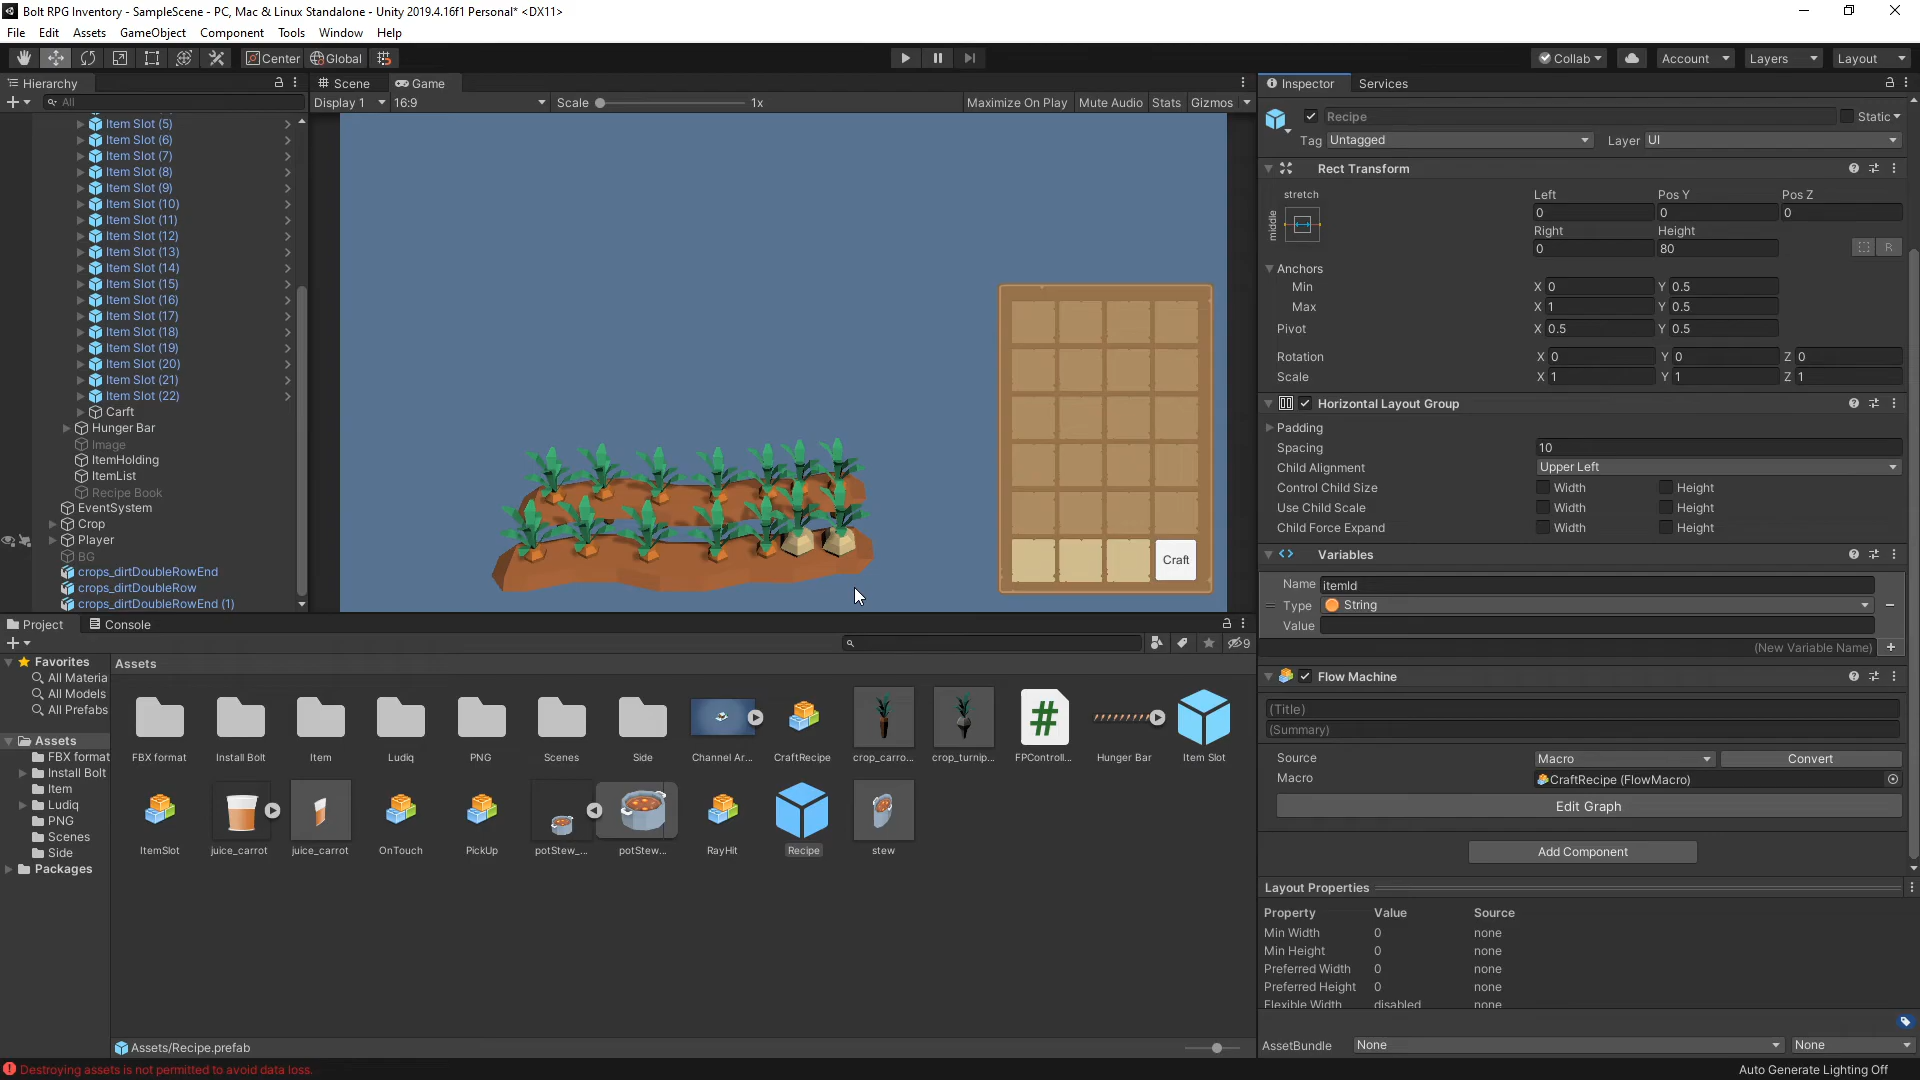 Bolt RPG Inventory - SampleScene - PC, Mac & Linux Standalone - Unity 2019.4.16f1 Personal* <DX11>
File Edit Assets GameObject Component Tools Window Help
Center Global Collab Account Layers Layout
Hierarchy
All
Item Slot (5)
Item Slot (6)
Item Slot (7)
Item Slot (8)
Item Slot (9)
Item Slot (10)
Item Slot (11)
Item Slot (12)
Item Slot (13)
Item Slot (14)
Item Slot (15)
Item Slot (16)
Item Slot (17)
Item Slot (18)
Item Slot (19)
Item Slot (20)
Item Slot (21)
Item Slot (22)
Carft
Hunger Bar
Image
ItemHolding
ItemList
Recipe Book
EventSystem
Crop
Player
BG
crops_dirtDoubleRowEnd
crops_dirtDoubleRow
crops_dirtDoubleRowEnd (1)
Scene Game
Display 1 16:9 Scale 1x Maximize On Play Mute Audio Stats Gizmos
Craft
Inspector Services
Recipe Static
Tag Untagged Layer UI
Rect Transform
stretch
middle
Left Pos Y Pos Z
0 0 0
Right Height
0 80 R
Anchors
Min X 0 Y 0.5
Max X 1 Y 0.5
Pivot X 0.5 Y 0.5
Rotation X 0 Y 0 Z 0
Scale X 1 Y 1 Z 1
Horizontal Layout Group
Padding
Spacing 10
Child Alignment Upper Left
Control Child Size Width Height
Use Child Scale Width Height
Child Force Expand Width Height
Variables
Name itemId
Type String
Value
(New Variable Name)
Flow Machine
(Title)
(Summary)
Source Macro Convert
Macro CraftRecipe (FlowMacro)
Edit Graph
Add Component
Layout Properties
Property Value Source
Min Width 0 none
Min Height 0 none
Preferred Width 0 none
Preferred Height 0 none
Flexible Width disabled none
AssetBundle None None
Project Console
9
Favorites
All Materia
All Models
All Prefabs
Assets
FBX format
Install Bolt
Item
Ludiq
PNG
Scenes
Side
Packages
Assets
FBX format Install Bolt Item Ludiq PNG Scenes Side Channel Ar... CraftRecipe crop_carro... crop_turnip... FPControll... Hunger Bar Item Slot
ItemSlot juice_carrot juice_carrot OnTouch PickUp potStew_... potStew... RayHit Recipe stew
Assets/Recipe.prefab
Destroying assets is not permitted to avoid data loss.
Auto Generate Lighting Off